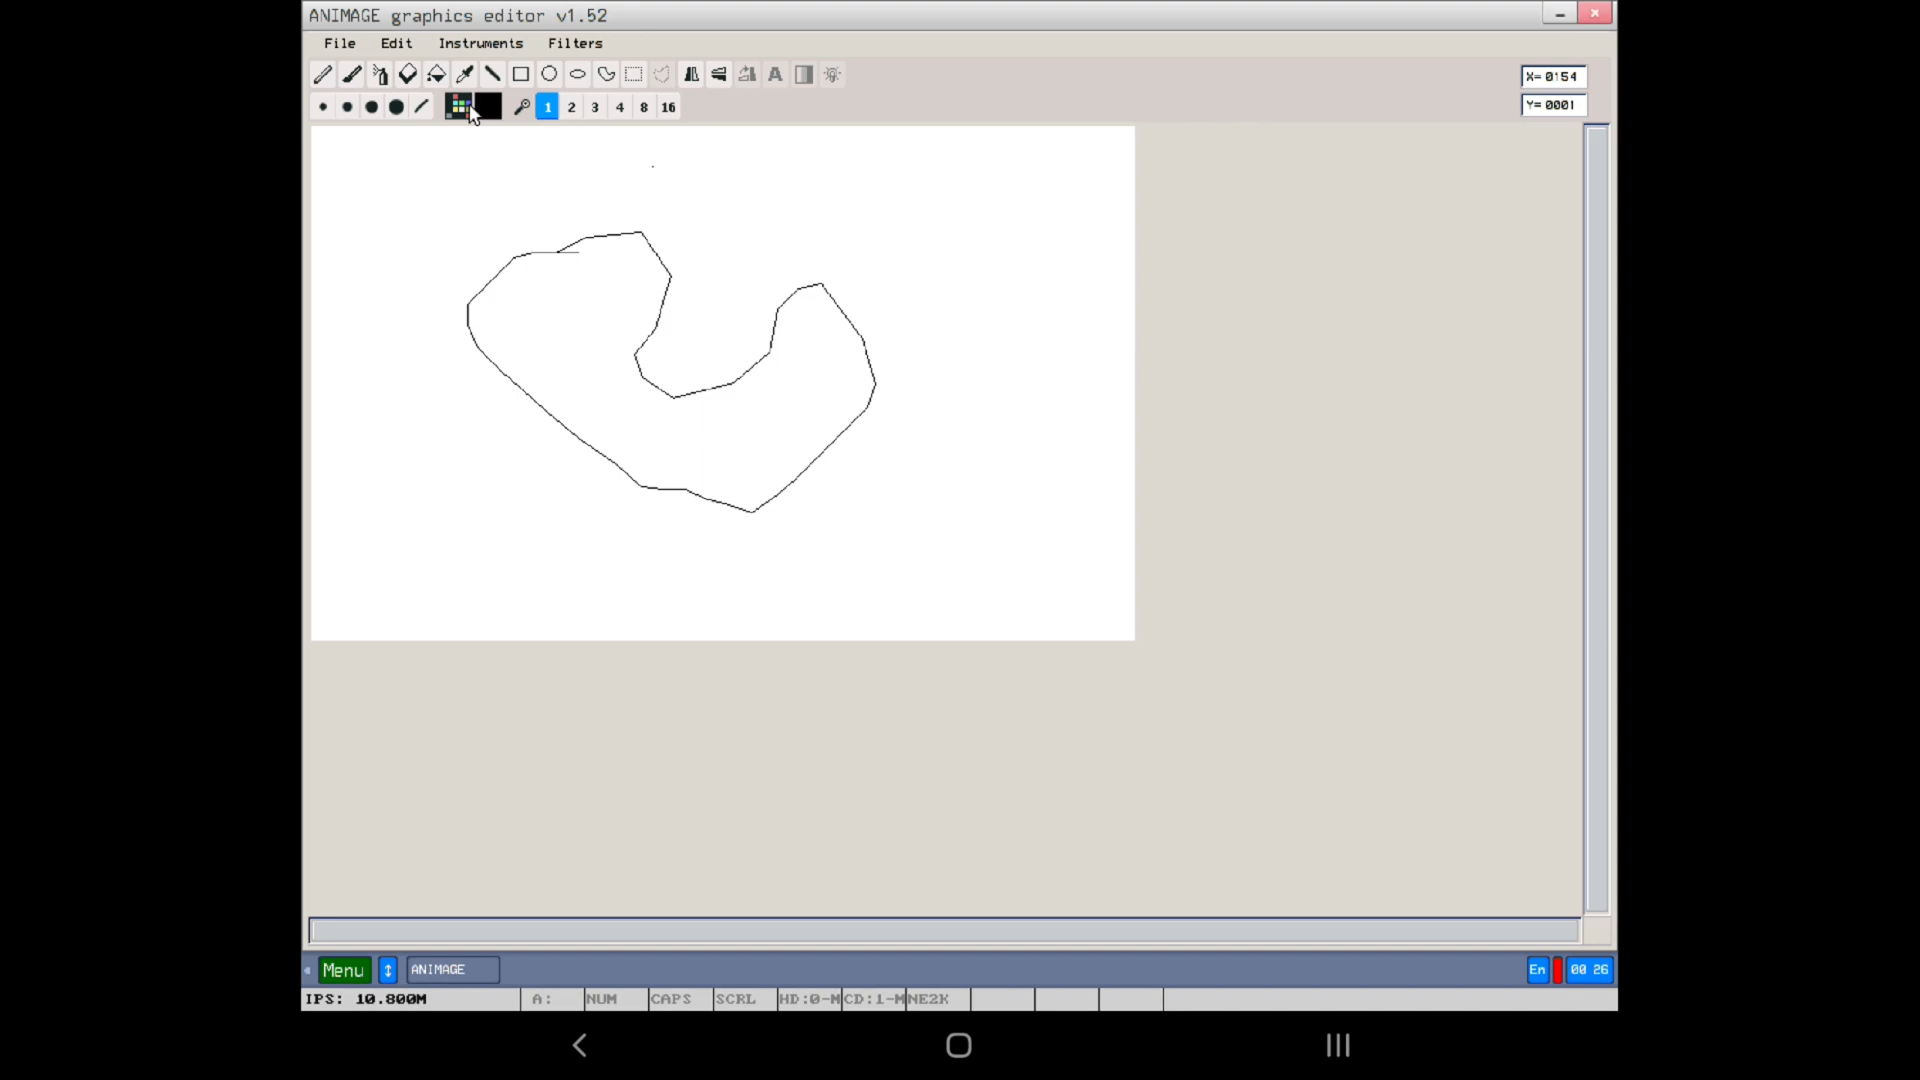 ANIMAGE graphics editor v1.52
File Edit Instruments Filters
A
X= 0154
1 2 3 4 8 16
Y= 0001
Menu ANIMAGE En 00 26
IPS: 10.800M A: NUM CAPS SCRL HD:0-M CD:1-M NE2K